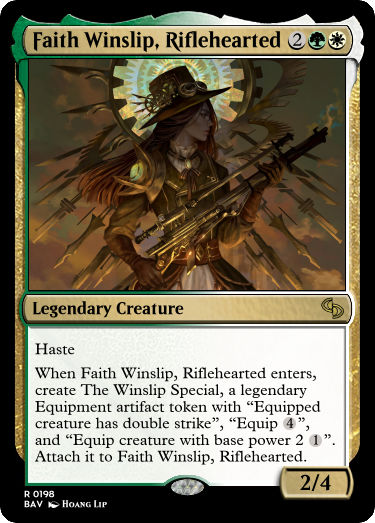 Faith Winslip, Riflehearted 2
Legendary Creature
Haste
When Faith Winslip, Riflehearted enters,
create The Winslip Special, a legendary
Equipment artifact token with “Equipped
creature has double strike”, “Equip 4”,
and “Equip creature with base power 2 1”.
Attach it to Faith Winslip, Riflehearted.
2/4
R 0198
BAV Hoang Lip